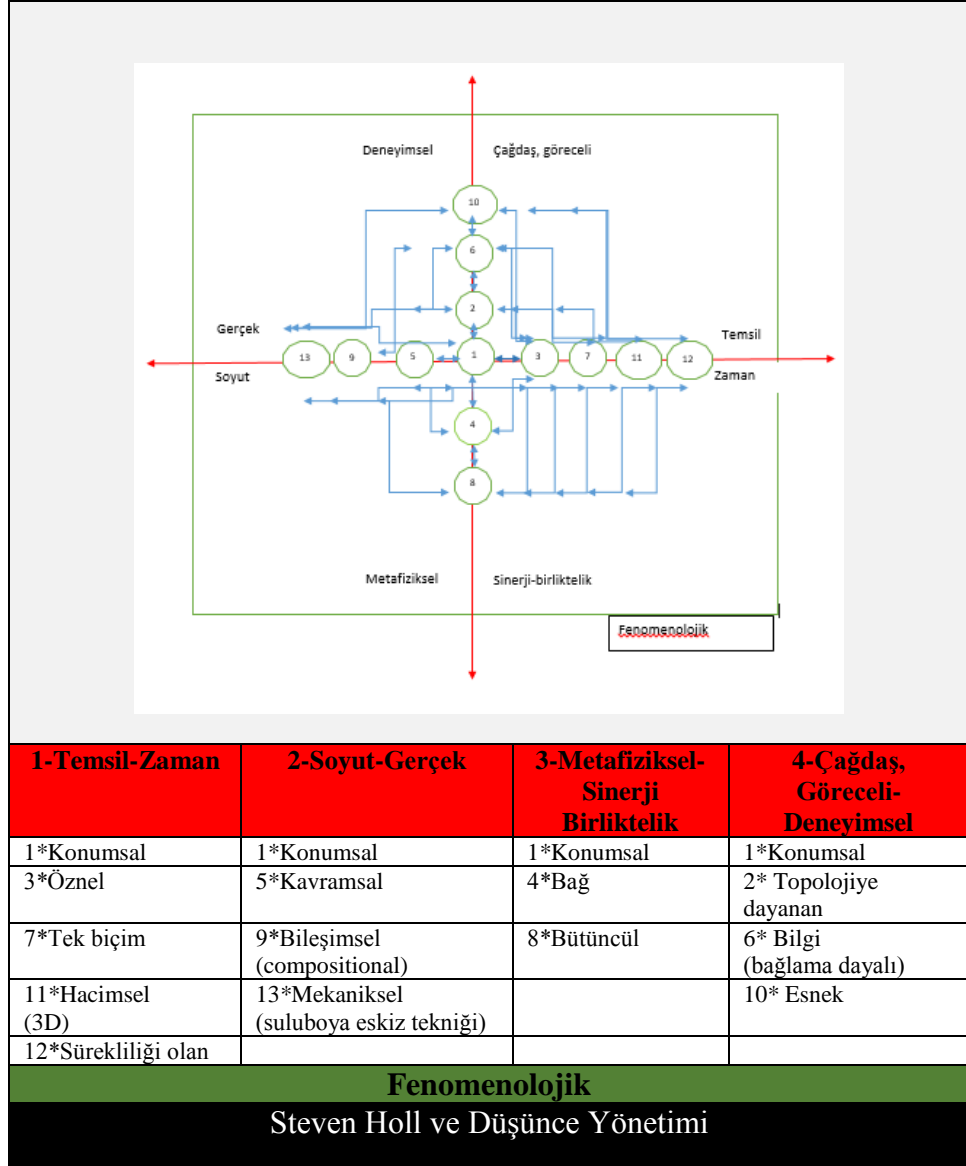 Deneyimsel
Çağdaş, göreceli
10
6
2
Gerçek
Temsil
13
9
5
1
3
7
11
12
Soyut
Zaman
4
8
Metafiziksel
Sinerji-birliktelik
Fenomenolojik
1-Temsil-Zaman
2-Soyut-Gerçek
3-Metafiziksel-
Sinerji
Birliktelik
4-Çağdaş,
Göreceli-
Deneyimsel
1*Konumsal
1*Konumsal
1*Konumsal
1*Konumsal
3*Öznel
5*Kavramsal
4*Bağ
2* Topolojiye
dayanan
7*Tek biçim
9*Bileşimsel
(compositional)
8*Bütüncül
6* Bilgi
(bağlama dayalı)
11*Hacimsel
(3D)
13*Mekaniksel
(suluboya eskiz tekniği)
10* Esnek
12*Sürekliliği olan
Fenomenolojik
Steven Holl ve Düşünce Yönetimi